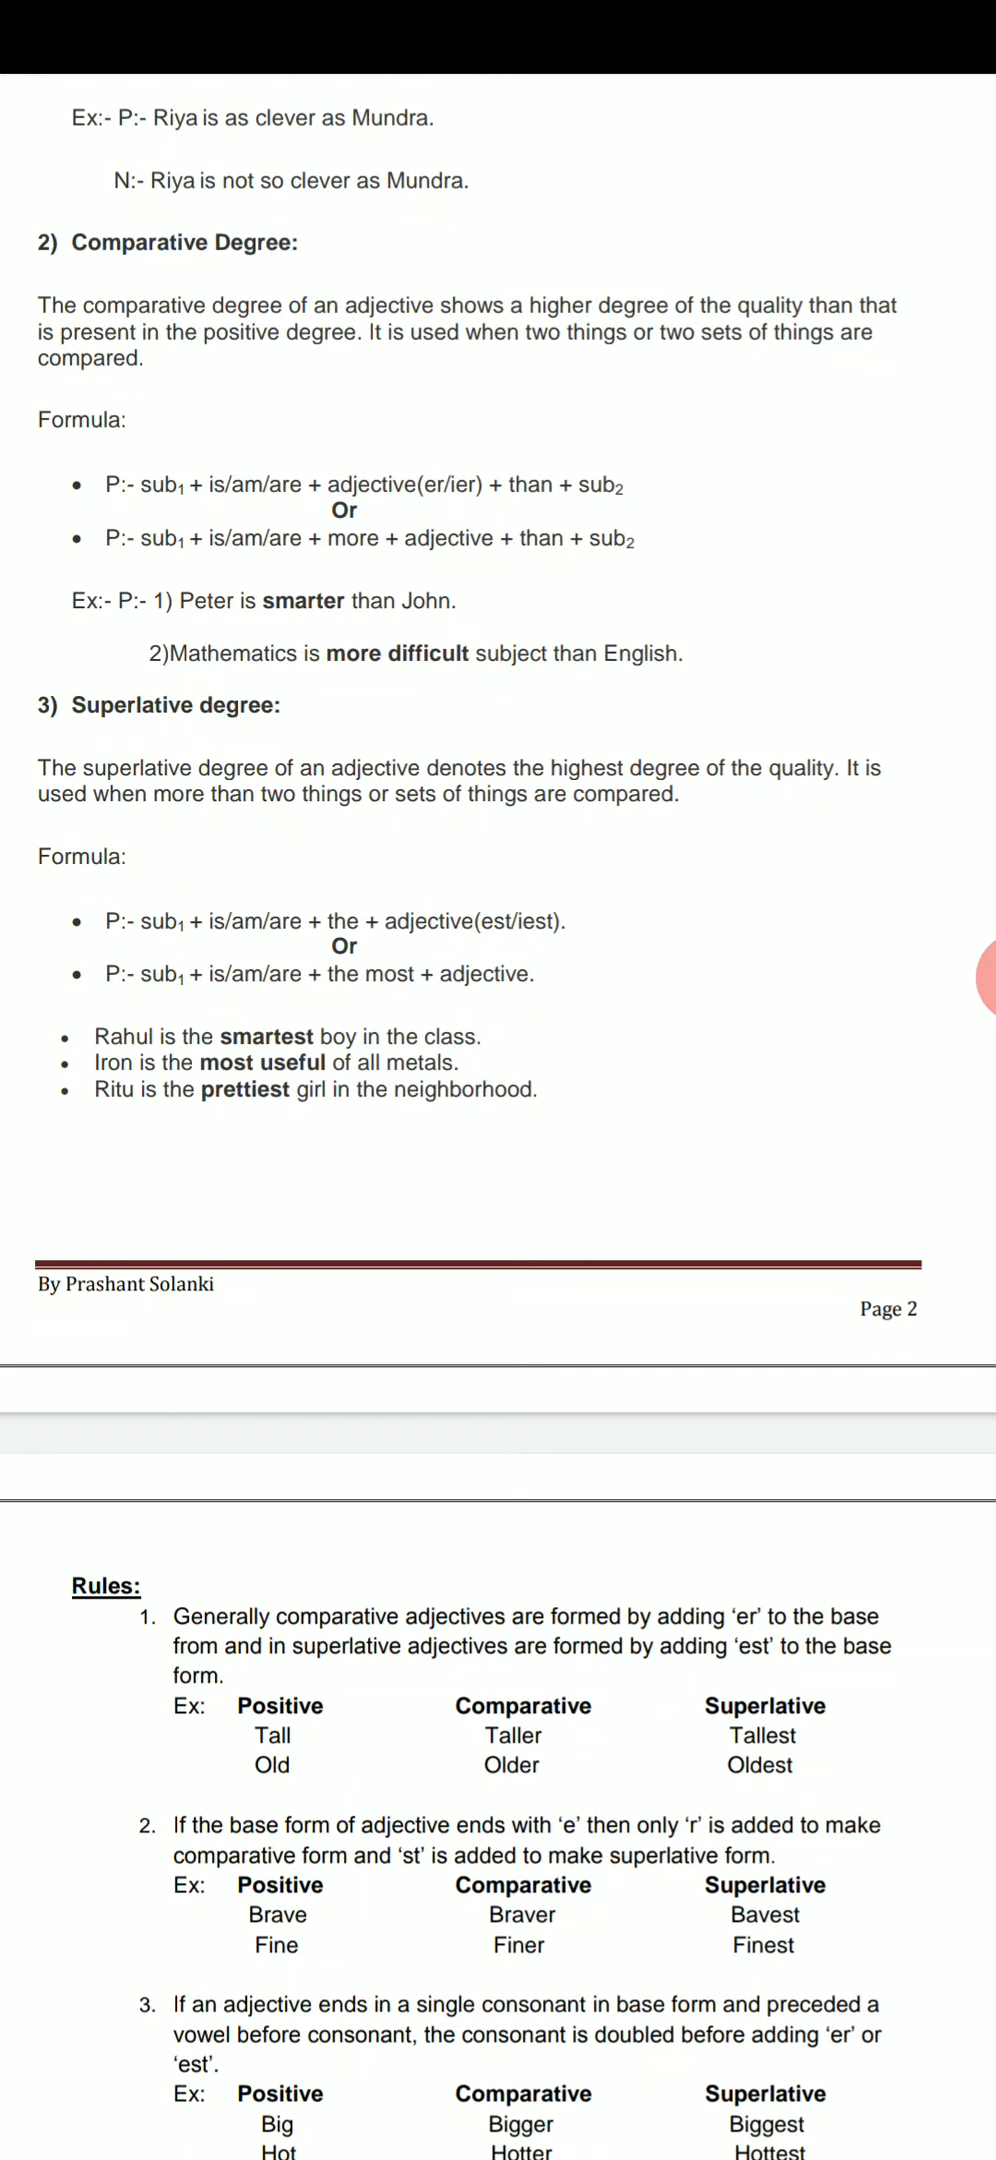 Ex:- P:- Riya is as clever as Mundra.
N:- Riya is not so clever as Mundra.
2) Comparative Degree:
The comparative degree of an adjective shows a higher degree of the quality than that
is present in the positive degree. It is used when two things or two sets of things are
compared.
Formula:
• P:- sub₁ + is/am/are + adjective(er/ier) + than + sub₂
Or
• P:- sub₁ + is/am/are + more + adjective + than + sub₂
Ex:- P:- 1) Peter is smarter than John.
2)Mathematics is more difficult subject than English.
3) Superlative degree:
The superlative degree of an adjective denotes the highest degree of the quality. It is
used when more than two things or sets of things are compared.
Formula:
• P:- sub₁ + is/am/are + the + adjective(est/iest).
Or
• P:- sub₁ + is/am/are + the most + adjective.
• Rahul is the smartest boy in the class.
• Iron is the most useful of all metals.
• Ritu is the prettiest girl in the neighborhood.
By Prashant Solanki
Page 2
Rules:
1. Generally comparative adjectives are formed by adding ‘er’ to the base
from and in superlative adjectives are formed by adding ‘est’ to the base
form.
Ex: Positive Comparative Superlative
Tall Taller Tallest
Old Older Oldest
2. If the base form of adjective ends with ‘e’ then only ‘r’ is added to make
comparative form and ‘st’ is added to make superlative form.
Ex: Positive Comparative Superlative
Brave Braver Bavest
Fine Finer Finest
3. If an adjective ends in a single consonant in base form and preceded a
vowel before consonant, the consonant is doubled before adding ‘er’ or
‘est’.
Ex: Positive Comparative Superlative
Big Bigger Biggest
Hot Hotter Hottest